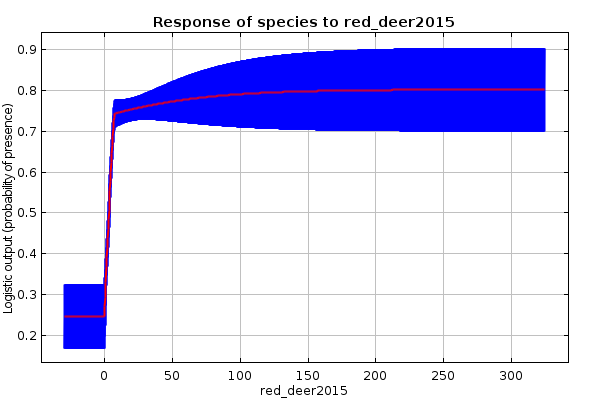 Response of species to red_deer2015
Logistic output (probability of presence)
0.9
0.8
0.7
0.6
0.5
0.4
0.3
0.2
0 50 100 150 200 250 300
red_deer2015